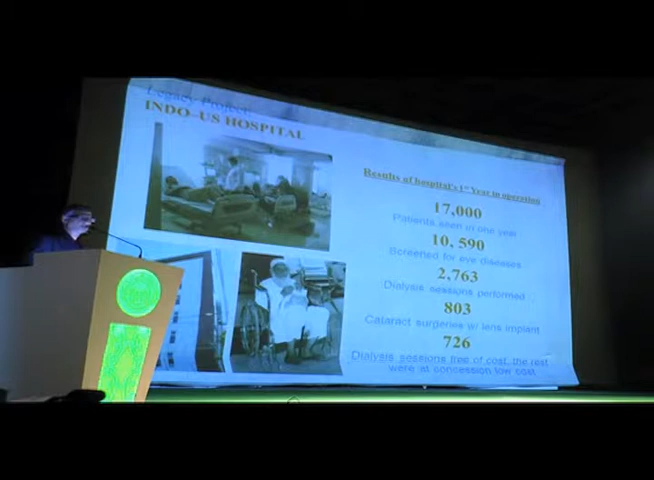 Legacy Project:
INDO-US HOSPITAL
Results of hospital's 1st Year in operation
17,000
Patients seen in one year
10, 590
Screened for eye diseases
2,763
Dialysis sessions performed
803
Cataract surgeries w/ lens implant
726
Dialysis sessions free of cost, the rest
were at concession low cost